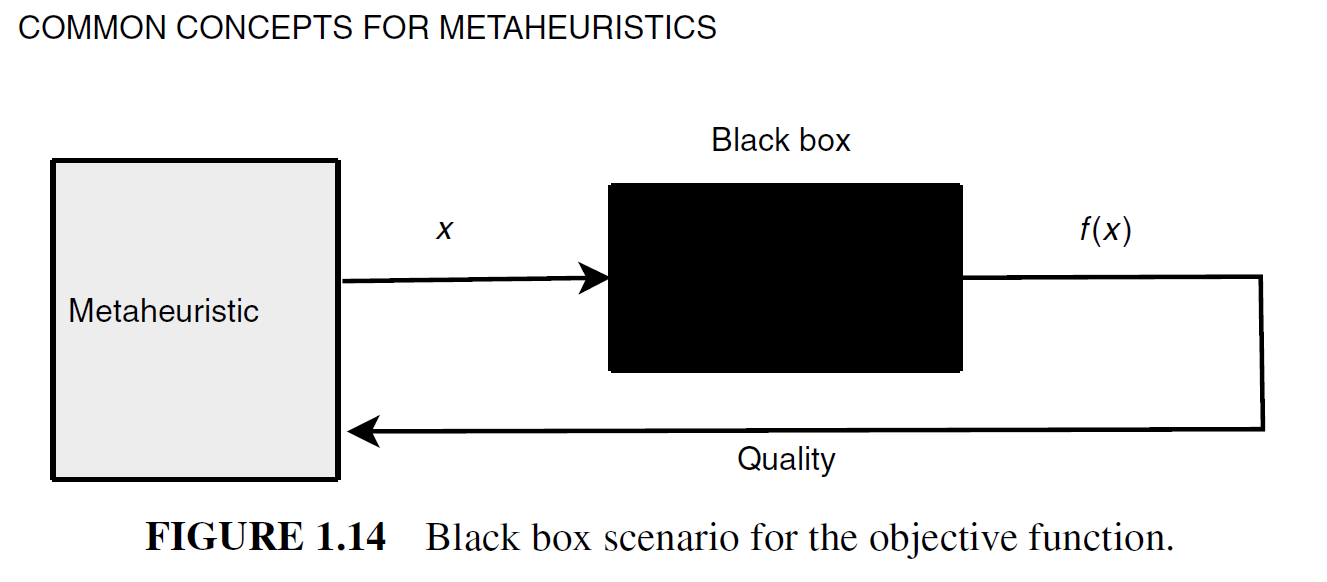 COMMON CONCEPTS FOR METAHEURISTICS
Black box
x
f(x)
Metaheuristic
Quality
FIGURE 1.14 Black box scenario for the objective function.